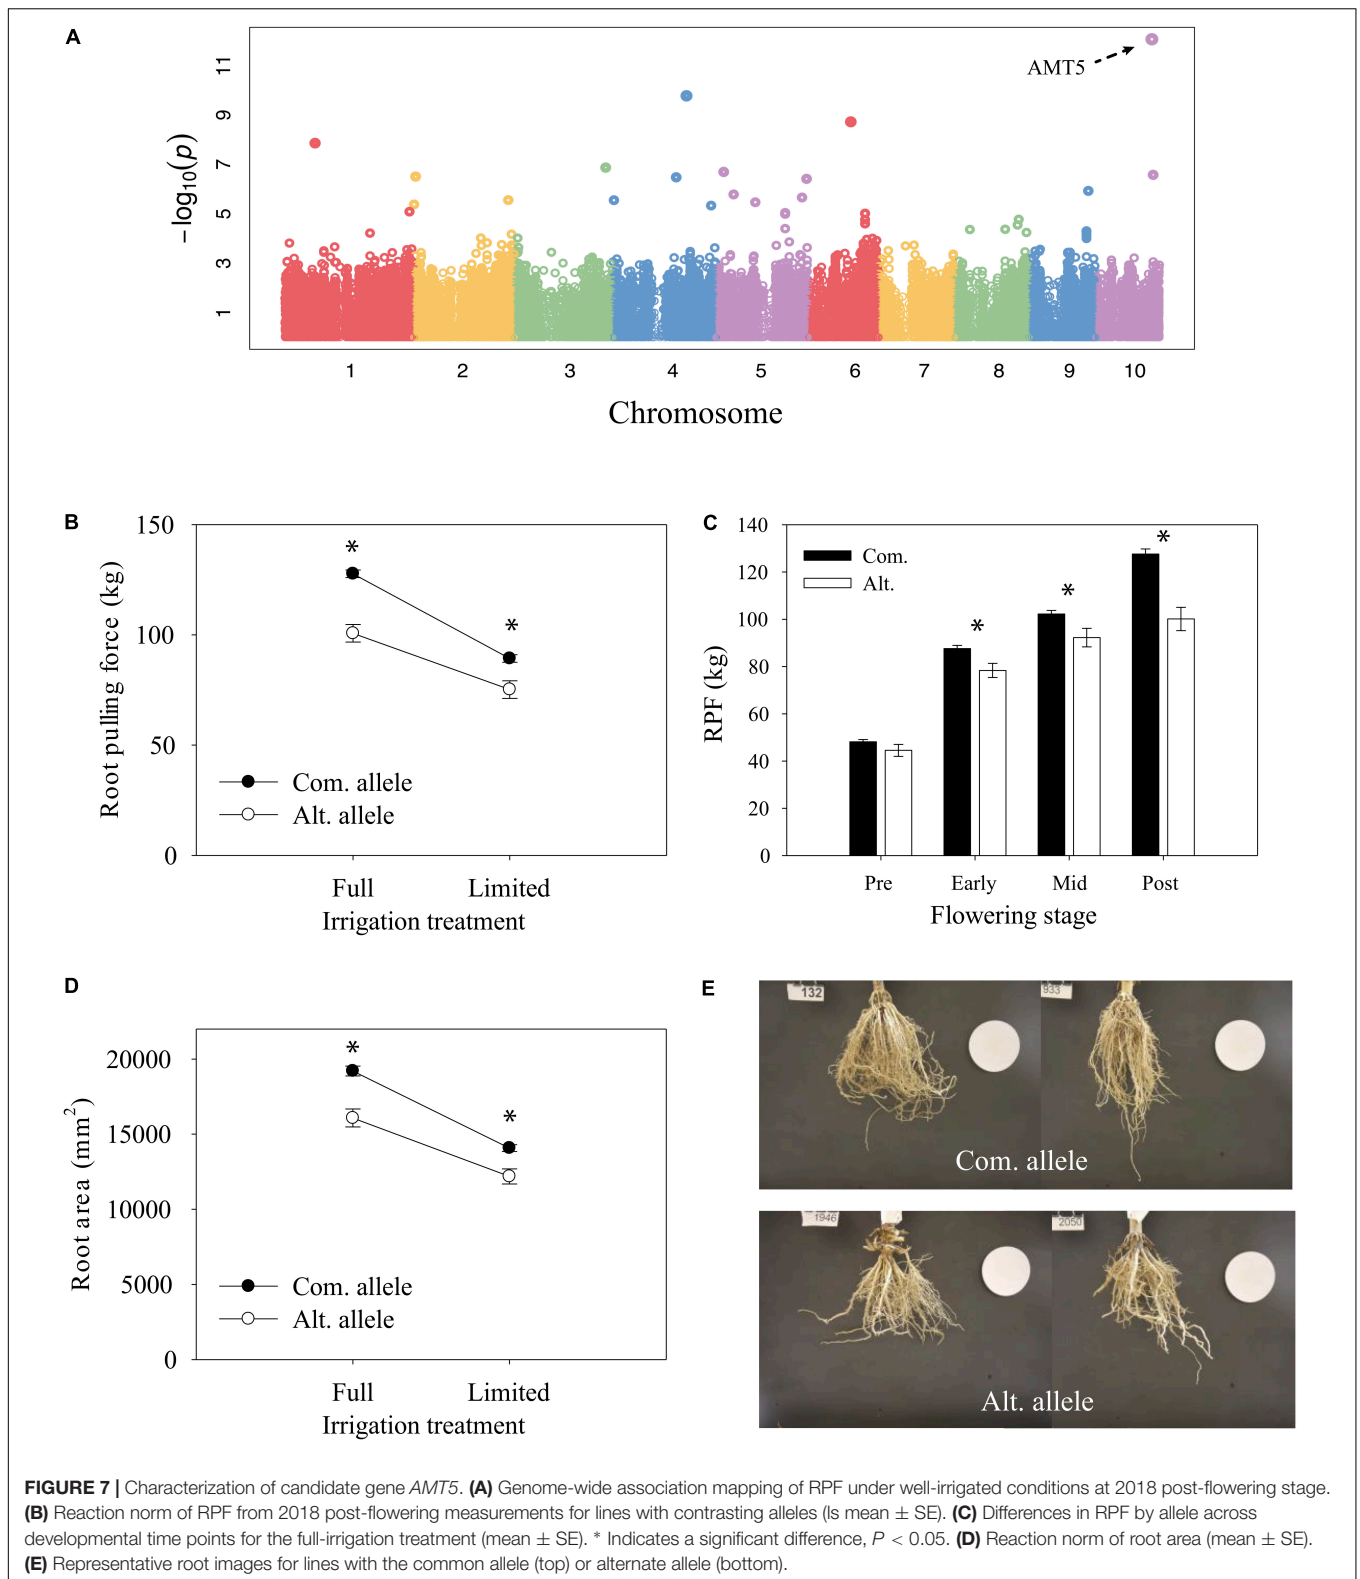 A
−log10(p)
11
9
7
5
3
1
AMT5
1 2 3 4 5 6 7 8 9 10
Chromosome
B
Root pulling force (kg)
150
100
50
0
*
*
Com. allele
Alt. allele
Full Limited
Irrigation treatment
C
RPF (kg)
140
120
100
80
60
40
20
0
Com.
Alt.
*
*
*
Pre Early Mid Post
Flowering stage
D
Root area (mm2)
20000
15000
10000
5000
0
*
*
Com. allele
Alt. allele
Full Limited
Irrigation treatment
E
132
933
Com. allele
1946
2050
Alt. allele
FIGURE 7 | Characterization of candidate gene AMT5. (A) Genome-wide association mapping of RPF under well-irrigated conditions at 2018 post-flowering stage.
(B) Reaction norm of RPF from 2018 post-flowering measurements for lines with contrasting alleles (ls mean ± SE). (C) Differences in RPF by allele across
developmental time points for the full-irrigation treatment (mean ± SE). * Indicates a significant difference, P < 0.05. (D) Reaction norm of root area (mean ± SE).
(E) Representative root images for lines with the common allele (top) or alternate allele (bottom).